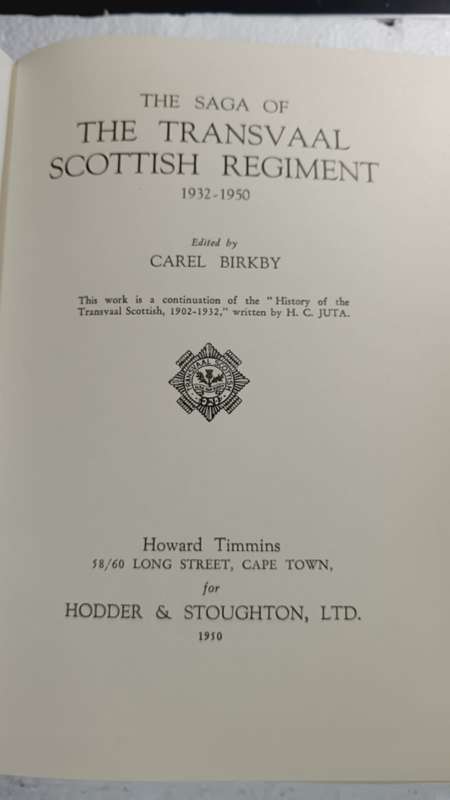 THE SAGA OF
THE TRANSVAAL
SCOTTISH REGIMENT
1932-1950
Edited by
CAREL BIRKBY
This work is a continuation of the "History of the
Transvaal Scottish, 1902-1932," written by H. C. JUTA.
TRANSVAAL SCOTTISH
Howard Timmins
58/60 LONG STREET, CAPE TOWN,
for
HODDER & STOUGHTON, LTD.
1950